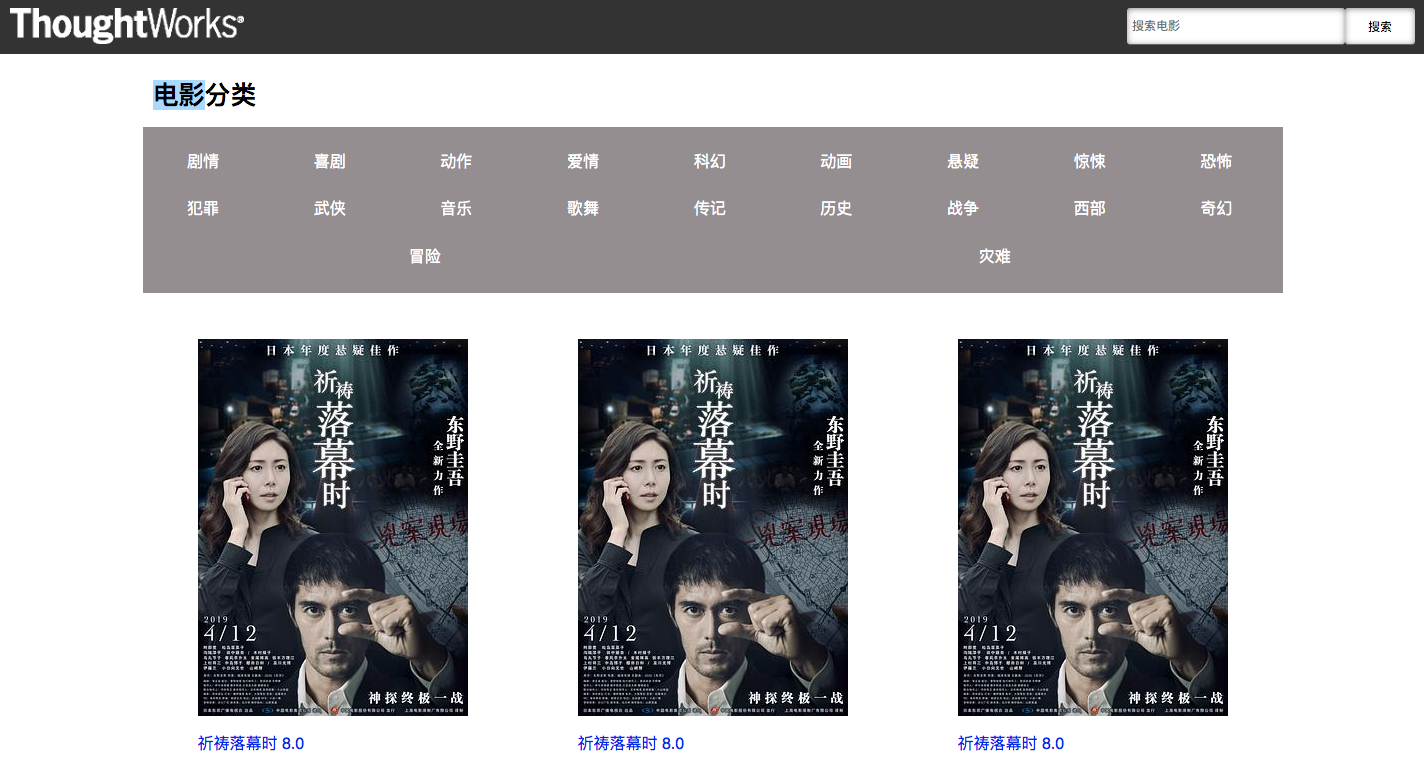 ThoughtWorks®
搜索电影
搜索
电影分类
剧情 喜剧 动作 爱情 科幻 动画 悬疑 惊悚 恐怖
犯罪 武侠 音乐 歌舞 传记 历史 战争 西部 奇幻
冒险 灾难
日本年度悬疑佳作
祈祷
落幕时
东野圭吾
全新力作
凶案現場
2019
4/12
神探终极一战
祈祷落幕时 8.0
日本年度悬疑佳作
祈祷
落幕时
东野圭吾
全新力作
凶案現場
2019
4/12
神探终极一战
祈祷落幕时 8.0
日本年度悬疑佳作
祈祷
落幕时
东野圭吾
全新力作
凶案現場
2019
4/12
神探终极一战
祈祷落幕时 8.0